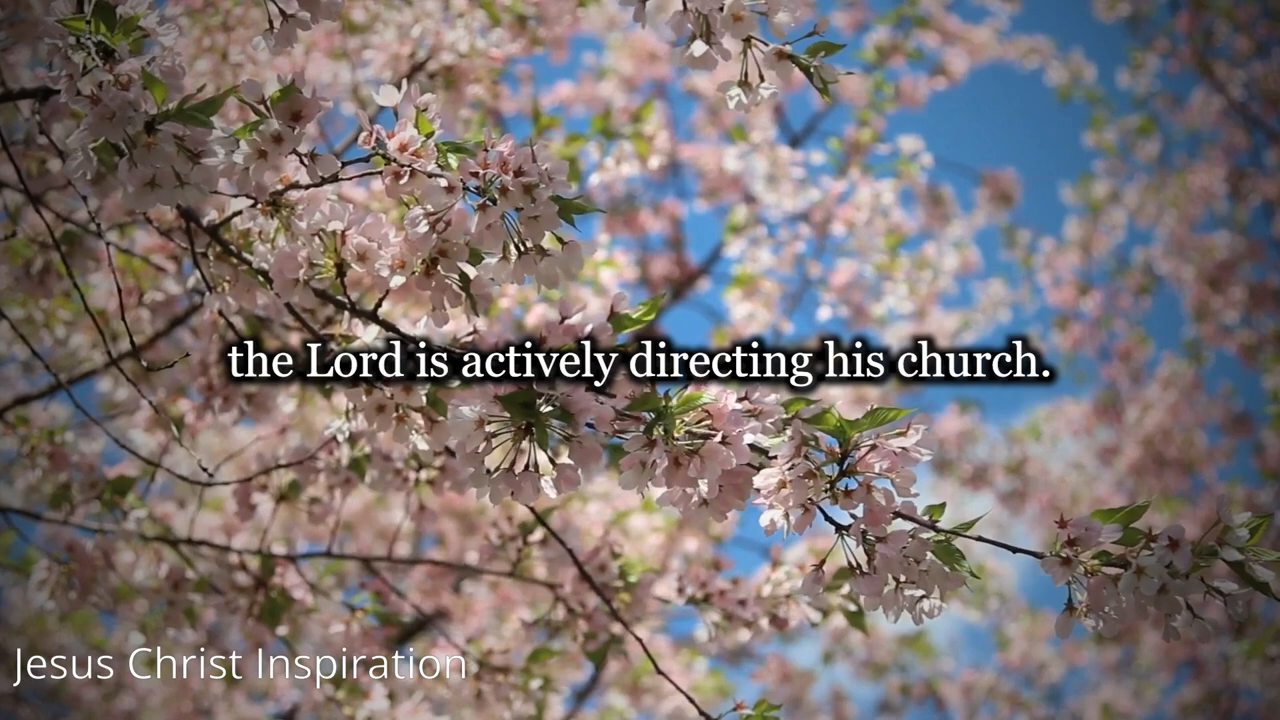 the Lord is actively directing his church.
Jesus Christ Inspiration